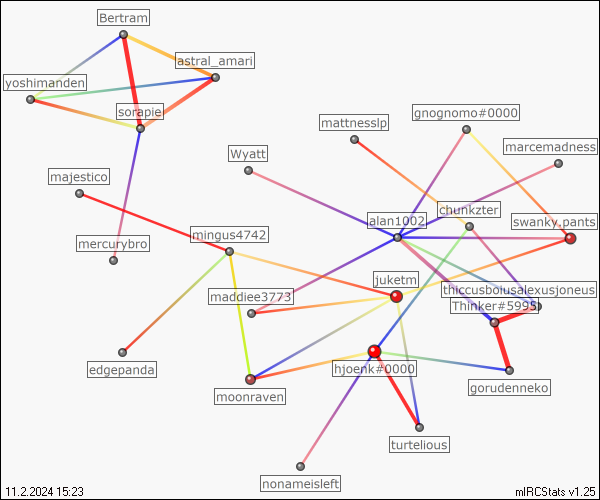 Bertram
astral_amari
yoshimanden
sorapie
gnognomo#0000
mattnesslp
marcemadness
Wyatt
majestico
chunkzter
alan1002
swanky.pants
mingus4742
mercurybro
juketm
thiccusboiusalexusjoneus
maddiee3773
Thinker#5995
edgepanda
hjoenk#0000
gorudenneko
moonraven
turtelious
nonameisleft
11.2.2024 15:23
mIRCStats v1.25